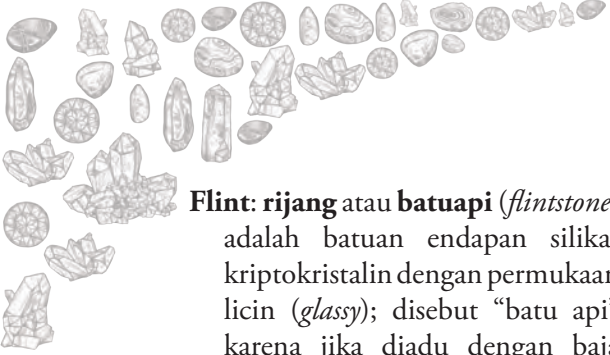 Flint: rijang atau batuapi (flintstone
adalah batuan endapan silika
kriptokristalin dengan permukaan
licin (glassy); disebut “batu api”
karena jika diadu dengan baja